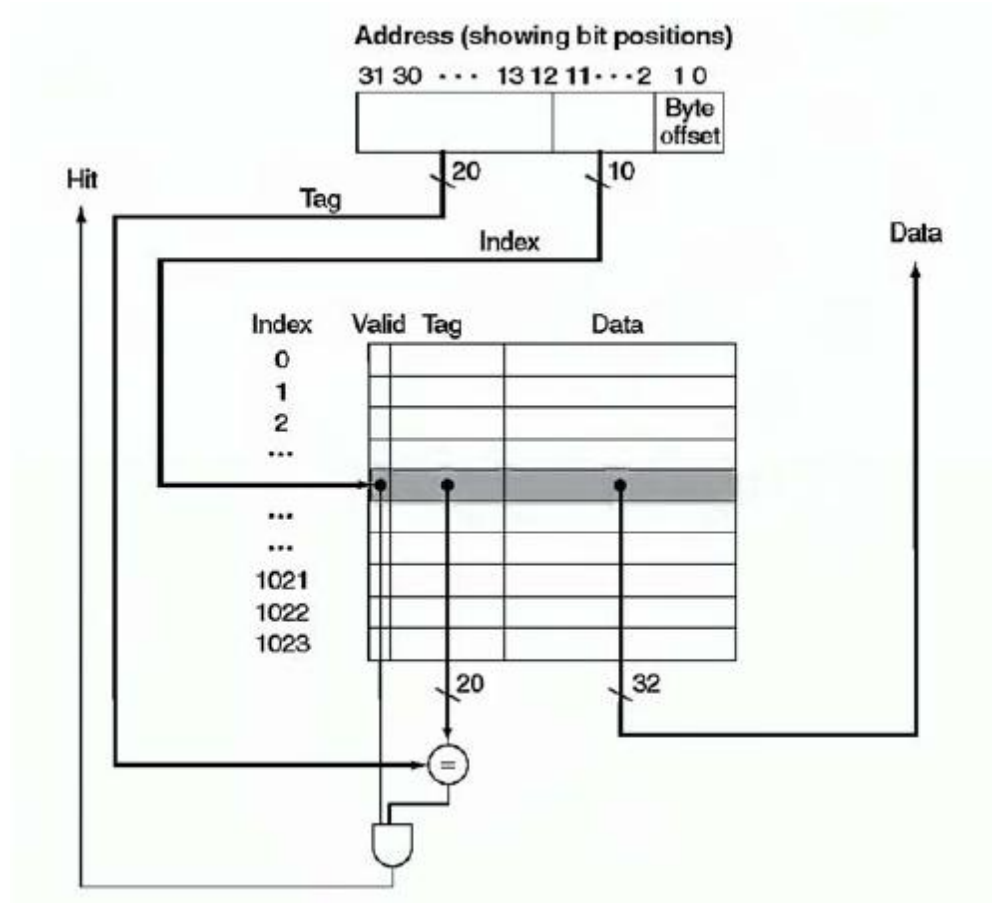 Address (showing bit positions)
31 30 ··· 13 12 11···2 1 0
Byte
offset
20
10
Hit
Tag
Index
Data
Index Valid Tag Data
0
1
2
...
...
...
1021
1022
1023
20
32
=